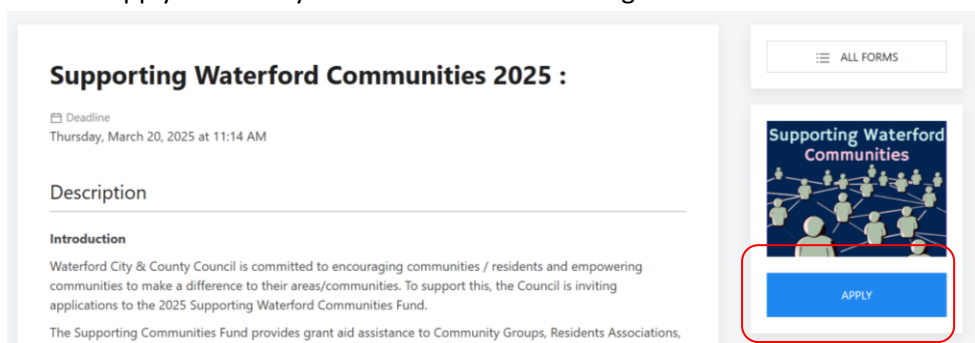 Supporting Waterford Communities 2025 :
Deadline
Thursday, March 20, 2025 at 11:14 AM
Description
Introduction
Waterford City & County Council is committed to encouraging communities / residents and empowering
communities to make a difference to their areas/communities. To support this, the Council is inviting
applications to the 2025 Supporting Waterford Communities Fund.
The Supporting Communities Fund provides grant aid assistance to Community Groups, Residents Associations,
ALL FORMS
Supporting Waterford
Communities
APPLY